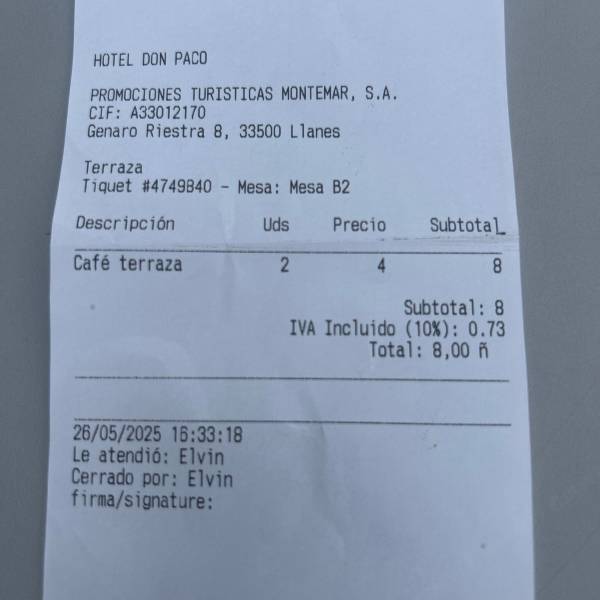 HOTEL DON PACO
PROMOCIONES TURISTICAS MONTEMAR, S.A.
CIF: A33012170
Genaro Riestra 8, 33500 Llanes
Terraza
Tiquet #4749840 - Mesa: Mesa B2
Descripción Uds Precio Subtotal
Café terraza 2 4 8
Subtotal: 8
IVA Incluido (10%): 0.73
Total: 8,00 ñ
26/05/2025 16:33:18
Le atendió: Elvin
Cerrado por: Elvin
firma/signature: